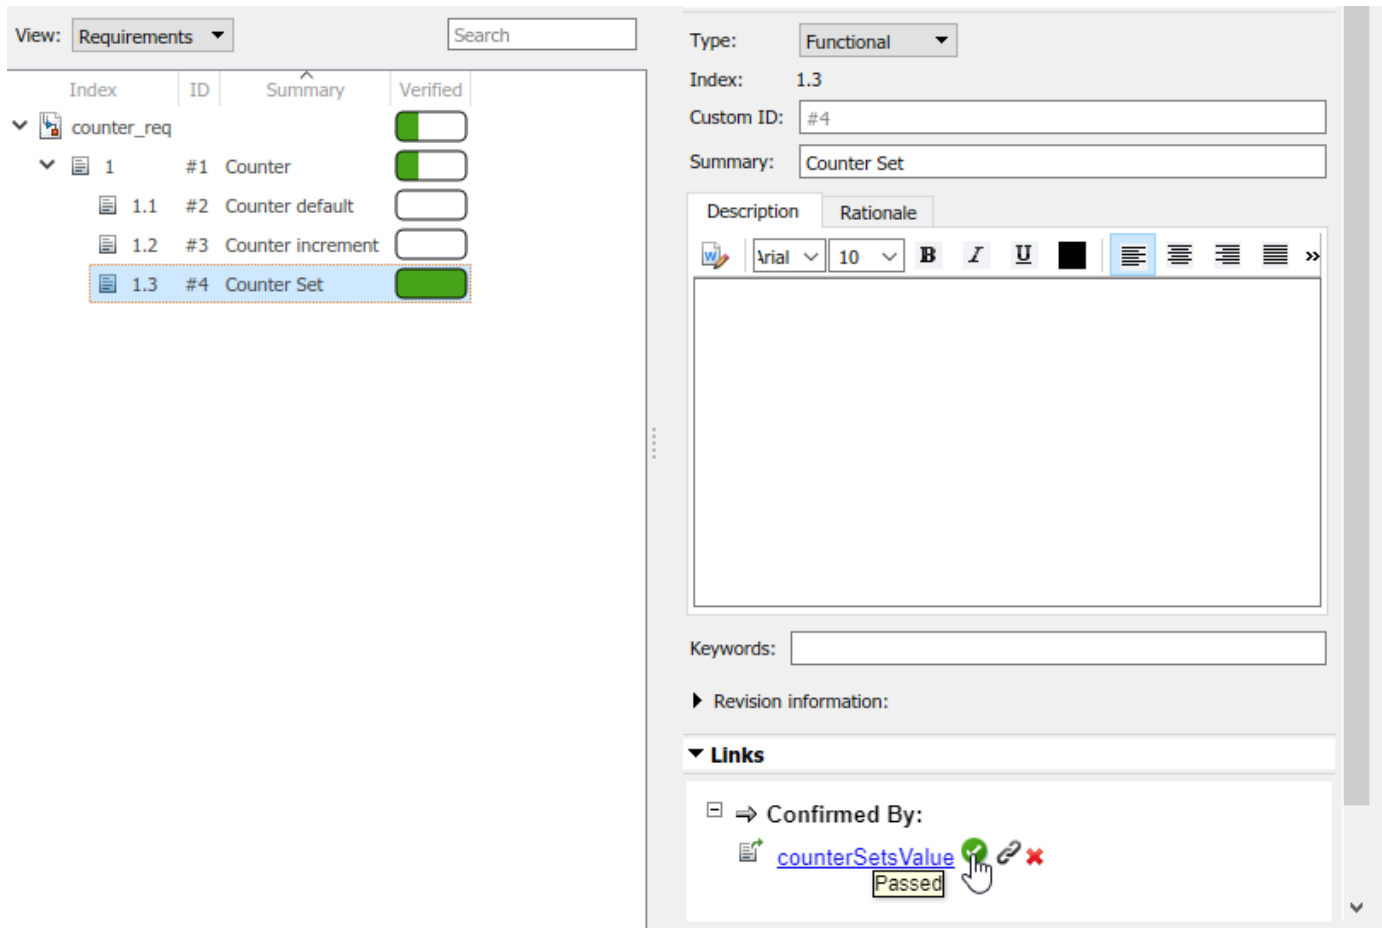 View: Requirements
Search
Index ID Summary Verified
counter_req
1 #1 Counter
1.1 #2 Counter default
1.2 #3 Counter increment
1.3 #4 Counter Set
Type: Functional
Index: 1.3
Custom ID: #4
Summary: Counter Set
Description Rationale
Arial 10 B I U
Keywords:
Revision information:
Links
Confirmed By:
counterSetsValue
Passed